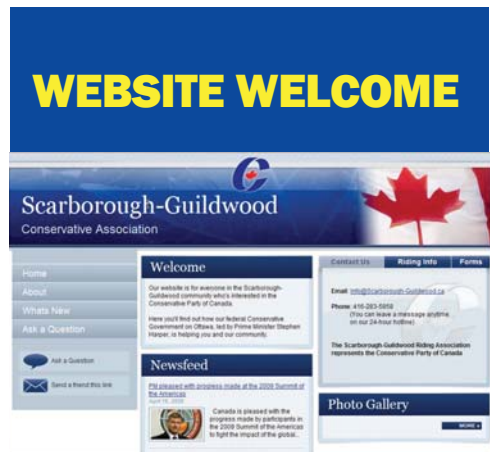 WEBSITE WELCOME
Scarborough-Guildwood
Conservative Association
Home
About
Whats New
Ask a Question
Ask a Question
Send a friend this link
Welcome
Our website is for everyone in the Scarborough-
Guildwood community who's interested in the
Conservative Party of Canada.
Here you'll find out how our federal Conservative
Government on Ottawa, led by Prime Minister Stephen
Harper, is helping you and our community.
Newsfeed
PM pleased with progress made at the 2009 Summit of
the Americas
April 19, 2009
Canada is pleased with the
progress made by participants in
the 2009 Summit of the Americas
to fight the impact of the global...
Contact Us
Riding Info
Forms
Email: Info@Scarborough-Guildwood.ca
Phone: 416-283-5959
(You can leave a message anytime
on our 24-hour hotline)
The Scarborough-Guildwood Riding Association
represents the Conservative Party of Canada
Photo Gallery
MORE